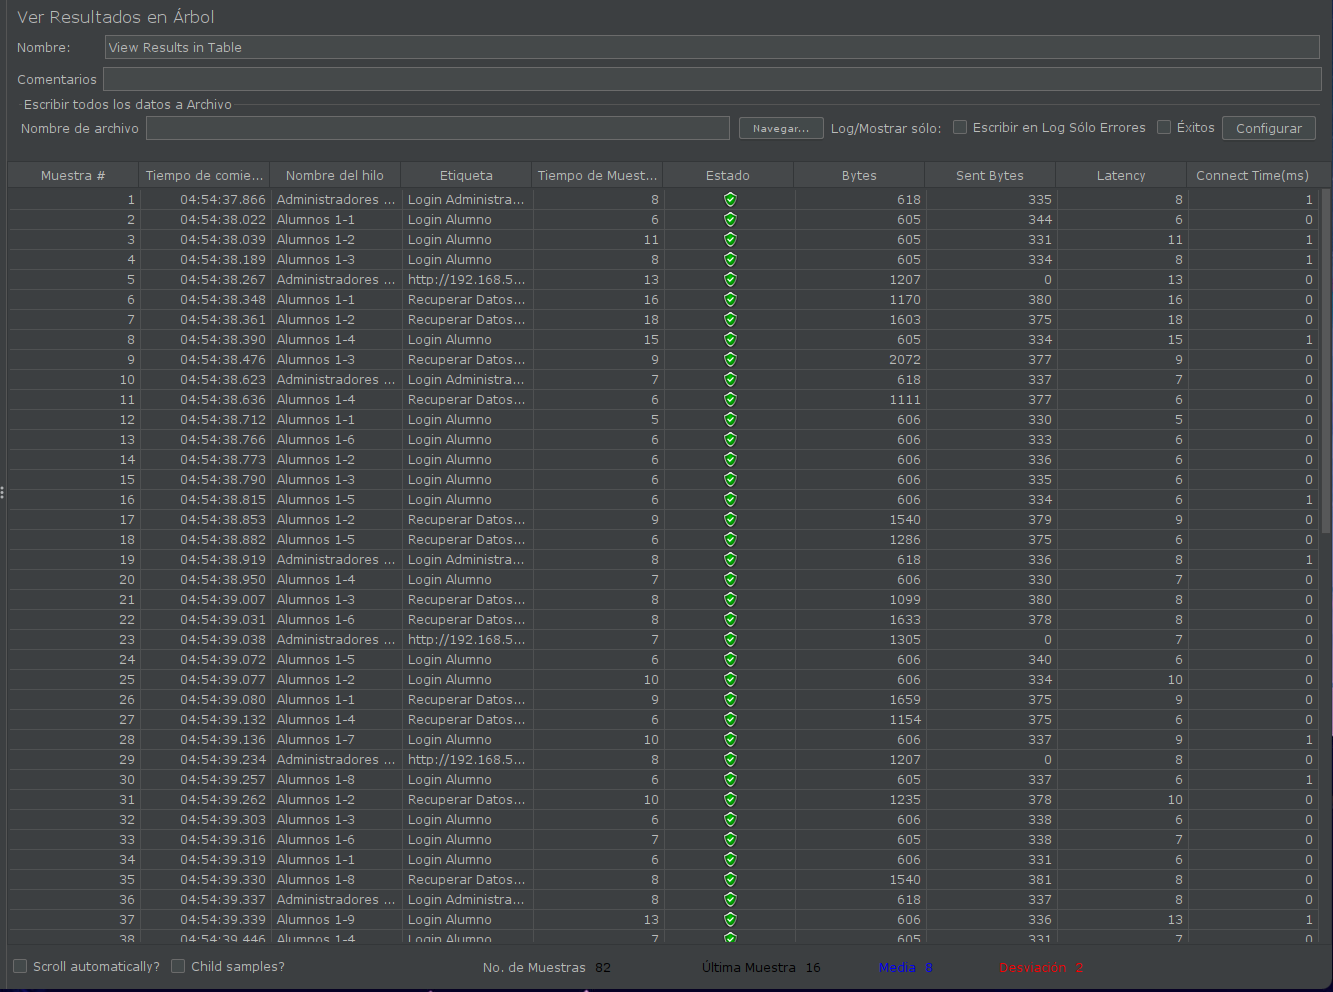 Ver Resultados en Árbol
Nombre: View Results in Table
Comentarios
Escribir todos los datos a Archivo
Nombre de archivo Navegar... Log/Mostrar sólo: Escribir en Log Sólo Errores Éxitos Configurar
Muestra # Tiempo de comie... Nombre del hilo Etiqueta Tiempo de Muest... Estado Bytes Sent Bytes Latency Connect Time(ms)
1 04:54:37.866 Administradores ... Login Administra... 8 618 335 8 1
2 04:54:38.022 Alumnos 1-1 Login Alumno 6 605 344 6 0
3 04:54:38.039 Alumnos 1-2 Login Alumno 11 605 331 11 1
4 04:54:38.189 Alumnos 1-3 Login Alumno 8 605 334 8 1
5 04:54:38.267 Administradores ... http://192.168.5... 13 1207 0 13 0
6 04:54:38.348 Alumnos 1-1 Recuperar Datos... 16 1170 380 16 0
7 04:54:38.361 Alumnos 1-2 Recuperar Datos... 18 1603 375 18 0
8 04:54:38.390 Alumnos 1-4 Login Alumno 15 605 334 15 1
9 04:54:38.476 Alumnos 1-3 Recuperar Datos... 9 2072 377 9 0
10 04:54:38.623 Administradores ... Login Administra... 7 618 337 7 0
11 04:54:38.636 Alumnos 1-4 Recuperar Datos... 6 1111 377 6 0
12 04:54:38.712 Alumnos 1-1 Login Alumno 5 606 330 5 0
13 04:54:38.766 Alumnos 1-6 Login Alumno 6 606 333 6 0
14 04:54:38.773 Alumnos 1-2 Login Alumno 6 606 336 6 0
15 04:54:38.790 Alumnos 1-3 Login Alumno 6 606 335 6 0
16 04:54:38.815 Alumnos 1-5 Login Alumno 6 606 334 6 1
17 04:54:38.853 Alumnos 1-2 Recuperar Datos... 9 1540 379 9 0
18 04:54:38.882 Alumnos 1-5 Recuperar Datos... 6 1286 375 6 0
19 04:54:38.919 Administradores ... Login Administra... 8 618 336 8 1
20 04:54:38.950 Alumnos 1-4 Login Alumno 7 606 330 7 0
21 04:54:39.007 Alumnos 1-3 Recuperar Datos... 8 1099 380 8 0
22 04:54:39.031 Alumnos 1-6 Recuperar Datos... 8 1633 378 8 0
23 04:54:39.038 Administradores ... http://192.168.5... 7 1305 0 7 0
24 04:54:39.072 Alumnos 1-5 Login Alumno 6 606 340 6 0
25 04:54:39.077 Alumnos 1-2 Login Alumno 10 606 334 10 0
26 04:54:39.080 Alumnos 1-1 Recuperar Datos... 9 1659 375 9 0
27 04:54:39.132 Alumnos 1-4 Recuperar Datos... 6 1154 375 6 0
28 04:54:39.136 Alumnos 1-7 Login Alumno 10 606 337 9 1
29 04:54:39.234 Administradores ... http://192.168.5... 8 1207 0 8 0
30 04:54:39.257 Alumnos 1-8 Login Alumno 6 605 337 6 1
31 04:54:39.262 Alumnos 1-2 Recuperar Datos... 10 1235 378 10 0
32 04:54:39.303 Alumnos 1-3 Login Alumno 6 606 338 6 0
33 04:54:39.316 Alumnos 1-6 Login Alumno 7 605 338 7 0
34 04:54:39.319 Alumnos 1-1 Login Alumno 6 606 331 6 0
35 04:54:39.330 Alumnos 1-8 Recuperar Datos... 8 1540 381 8 0
36 04:54:39.337 Administradores ... Login Administra... 8 618 337 8 0
37 04:54:39.339 Alumnos 1-9 Login Alumno 13 606 336 13 1
38 04:54:39.446 Alumnos 1-4 Login Alumno 7 605 331 7 0
Scroll automatically? Child samples? No. de Muestras 82 Última Muestra 16 Media 8 Desviación 2